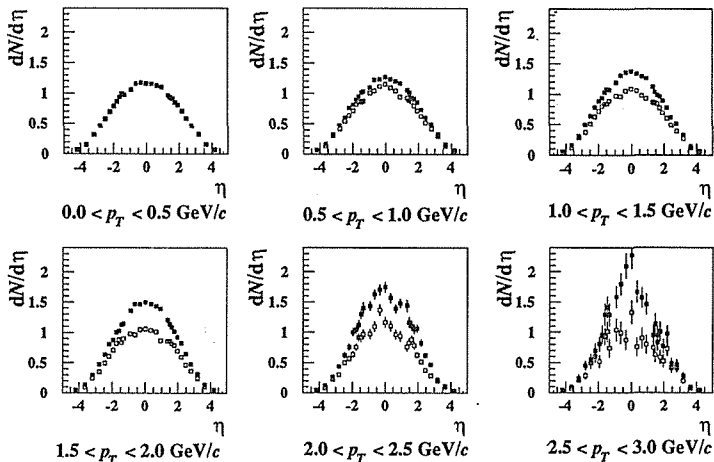 dN/dη
2
1.5
1
0.5
0
-4 -2 0 2 4
η
0.0 < p_T < 0.5 GeV/c
dN/dη
2
1.5
1
0.5
0
-4 -2 0 2 4
η
0.5 < p_T < 1.0 GeV/c
dN/dη
2
1.5
1
0.5
0
-4 -2 0 2 4
η
1.0 < p_T < 1.5 GeV/c
dN/dη
2
1.5
1
0.5
0
-4 -2 0 2 4
η
1.5 < p_T < 2.0 GeV/c
dN/dη
2
1.5
1
0.5
0
-4 -2 0 2 4
η
2.0 < p_T < 2.5 GeV/c
dN/dη
2
1.5
1
0.5
0
-4 -2 0 2 4
η
2.5 < p_T < 3.0 GeV/c